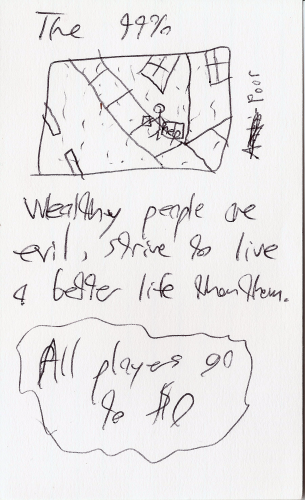 The 99%
help
Poor
Wealthy people are
evil, strive to live
a better life than them.
All players go
to $0